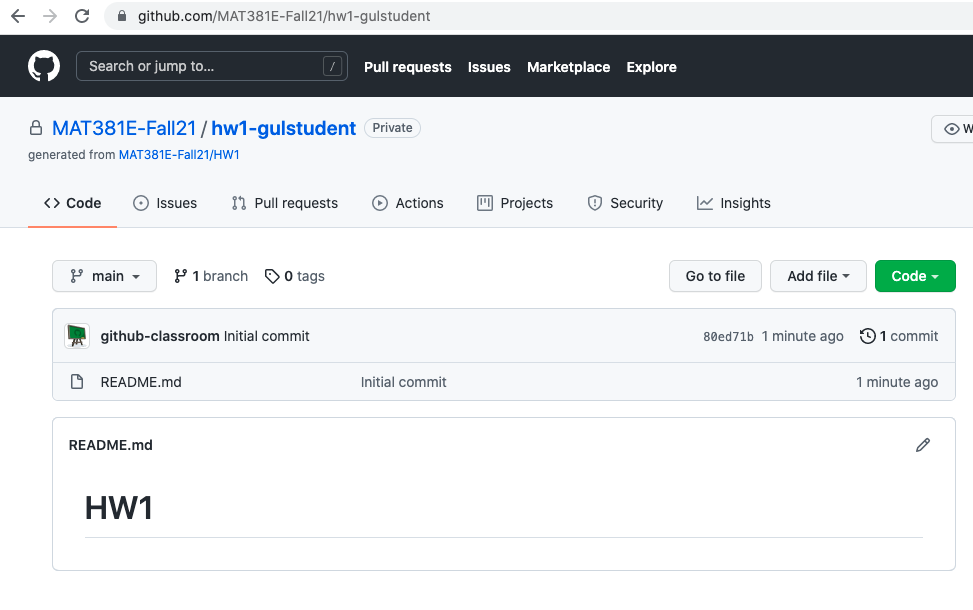 github.com/MAT381E-Fall21/hw1-gulstudent
Search or jump to... / Pull requests Issues Marketplace Explore
MAT381E-Fall21 / hw1-gulstudent Private W
generated from MAT381E-Fall21/HW1
<> Code Issues Pull requests Actions Projects Security Insights
main 1 branch 0 tags Go to file Add file Code
github-classroom Initial commit 80ed71b 1 minute ago 1 commit
README.md Initial commit 1 minute ago
README.md
HW1